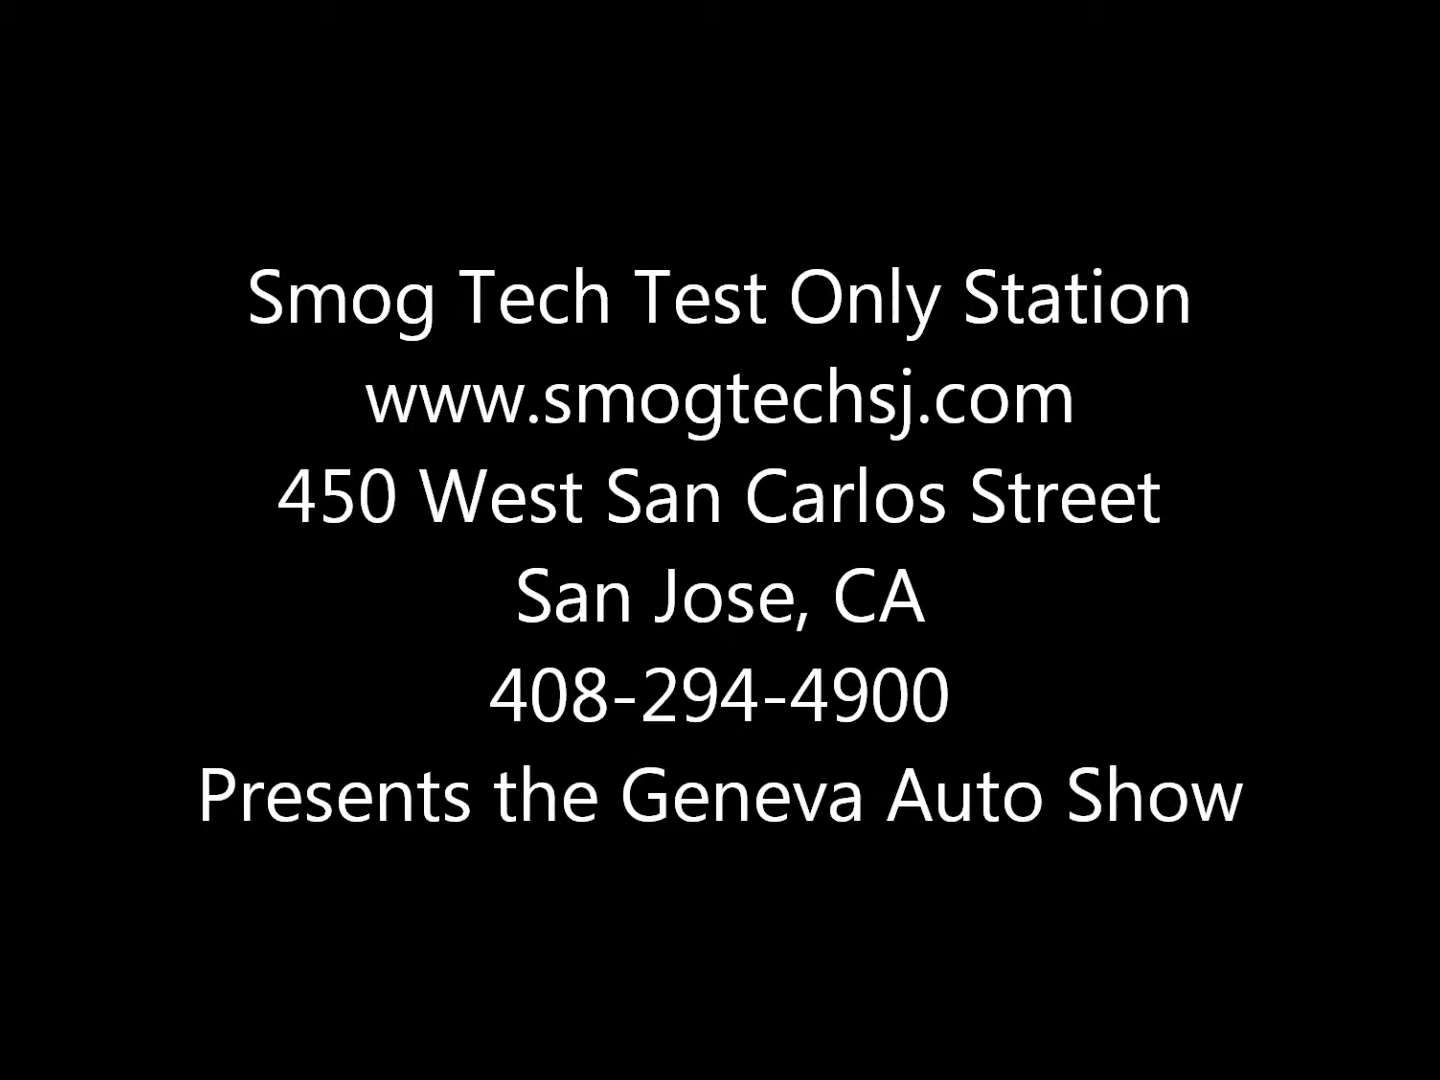 Smog Tech Test Only Station
www.smogtechsj.com
450 West San Carlos Street
San Jose, CA
408-294-4900
Presents the Geneva Auto Show